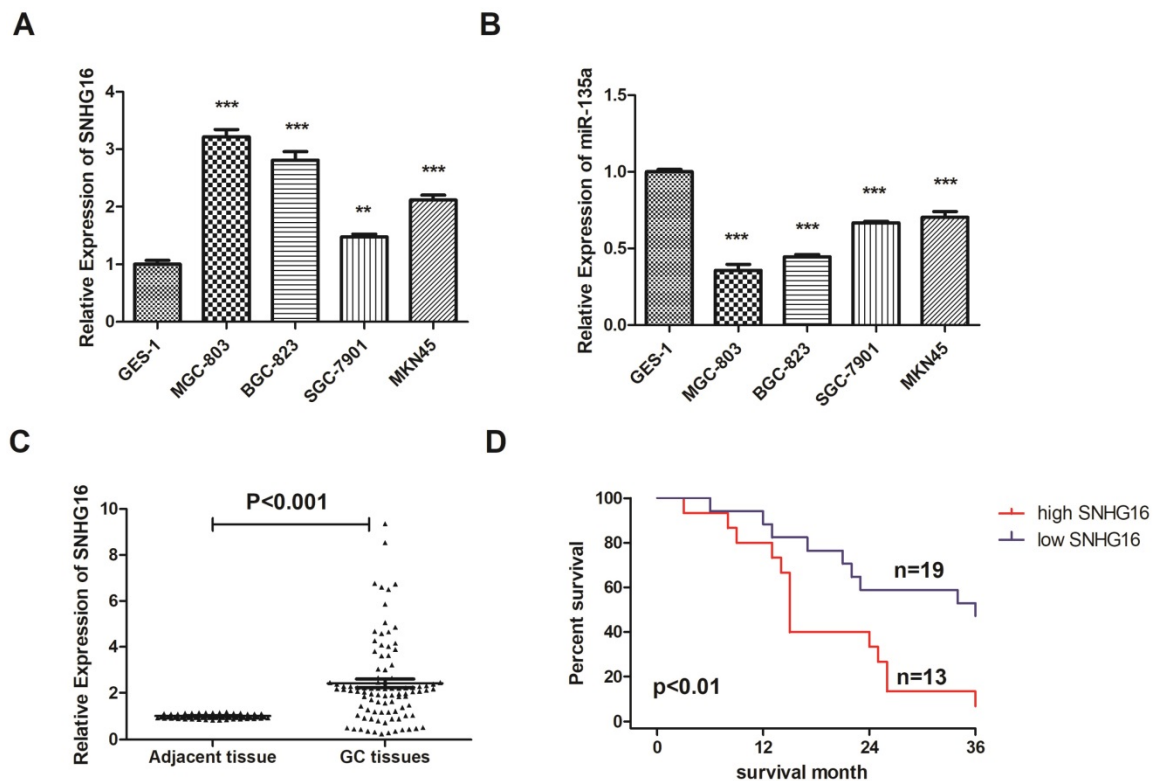 A
Relative Expression of SNHG16
4
3
2
1
0
***
***
**
***
GES-1
MGC-803
BGC-823
SGC-7901
MKN45
B
Relative Expression of miR-135a
1.5
1.0
0.5
0.0
***
***
***
***
GES-1
MGC-803
BGC-823
SGC-7901
MKN45
C
Relative Expression of SNHG16
10
8
6
4
2
0
P<0.001
Adjacent tissue
GC tissues
D
Percent survival
100
80
60
40
20
0
high SNHG16
low SNHG16
n=19
n=13
p<0.01
0
12
24
36
survival month